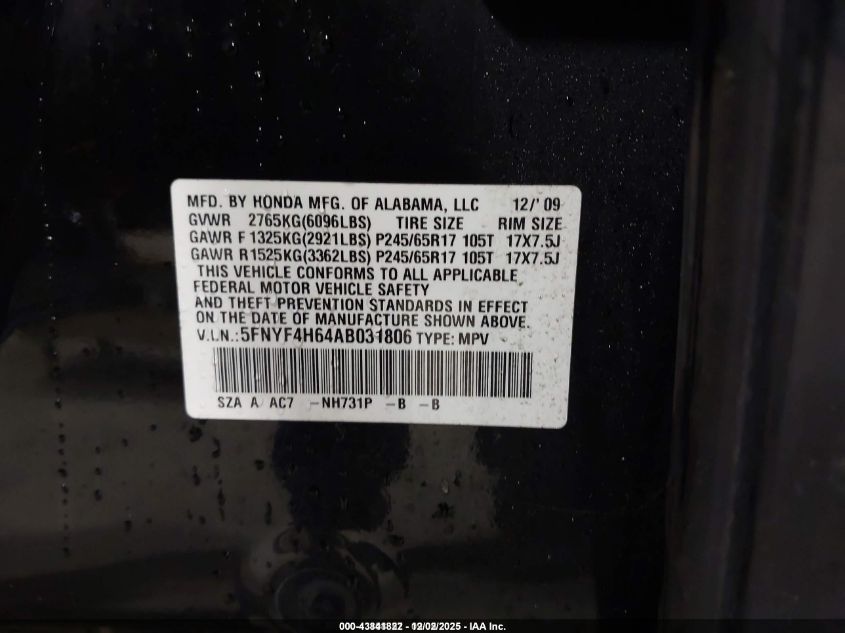 MFD. BY HONDA MFG. OF ALABAMA, LLC 12/' 09
GVWR 2765KG(6096LBS) TIRE SIZE RIM SIZE
GAWR F 1325KG(2921LBS) P245/65R17 105T 17X7.5J
GAWR R1525KG(3362LBS) P245/65R17 105T 17X7.5J
THIS VEHICLE CONFORMS TO ALL APPLICABLE
FEDERAL MOTOR VEHICLE SAFETY
AND THEFT PREVENTION STANDARDS IN EFFECT
ON THE DATE OF MANUFACTURE SHOWN ABOVE.
V.I.N.:5FNYF4H64AB031806 TYPE: MPV
SZA A AC7 -NH731P -B -B
- IAA Inc.